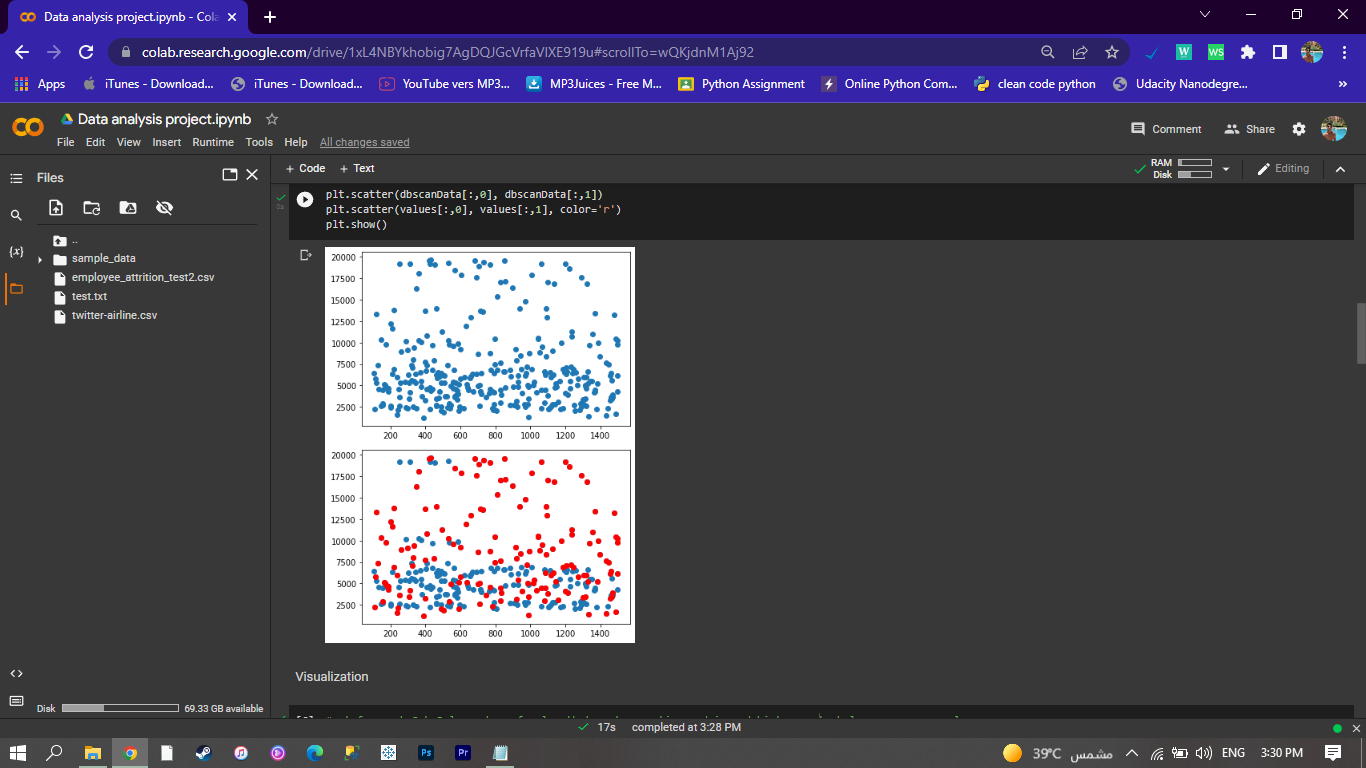 Data analysis project.ipynb - Cola
colab.research.google.com/drive/1xL4NBYkhobig7AgDQJGcVrfaVlXE919u#scrollTo=wQKjdnM1Aj92
Apps
iTunes - Download...
iTunes - Download...
YouTube vers MP3...
MP3Juices - Free M...
Python Assignment
Online Python Com...
clean code python
Udacity Nanodegre...
»
Data analysis project.ipynb
File Edit View Insert Runtime Tools Help All changes saved
Comment
Share
Files
+ Code + Text
RAM
Disk
Editing
..
sample_data
employee_attrition_test2.csv
test.txt
twitter-airline.csv
plt.scatter(dbscanData[:,0], dbscanData[:,1])
plt.scatter(values[:,0], values[:,1], color='r')
plt.show()
20000
17500
15000
12500
10000
7500
5000
2500
200 400 600 800 1000 1200 1400
20000
17500
15000
12500
10000
7500
5000
2500
200 400 600 800 1000 1200 1400
Visualization
Disk
69.33 GB available
17s completed at 3:28 PM
39°C مشمس
ENG
3:30 PM